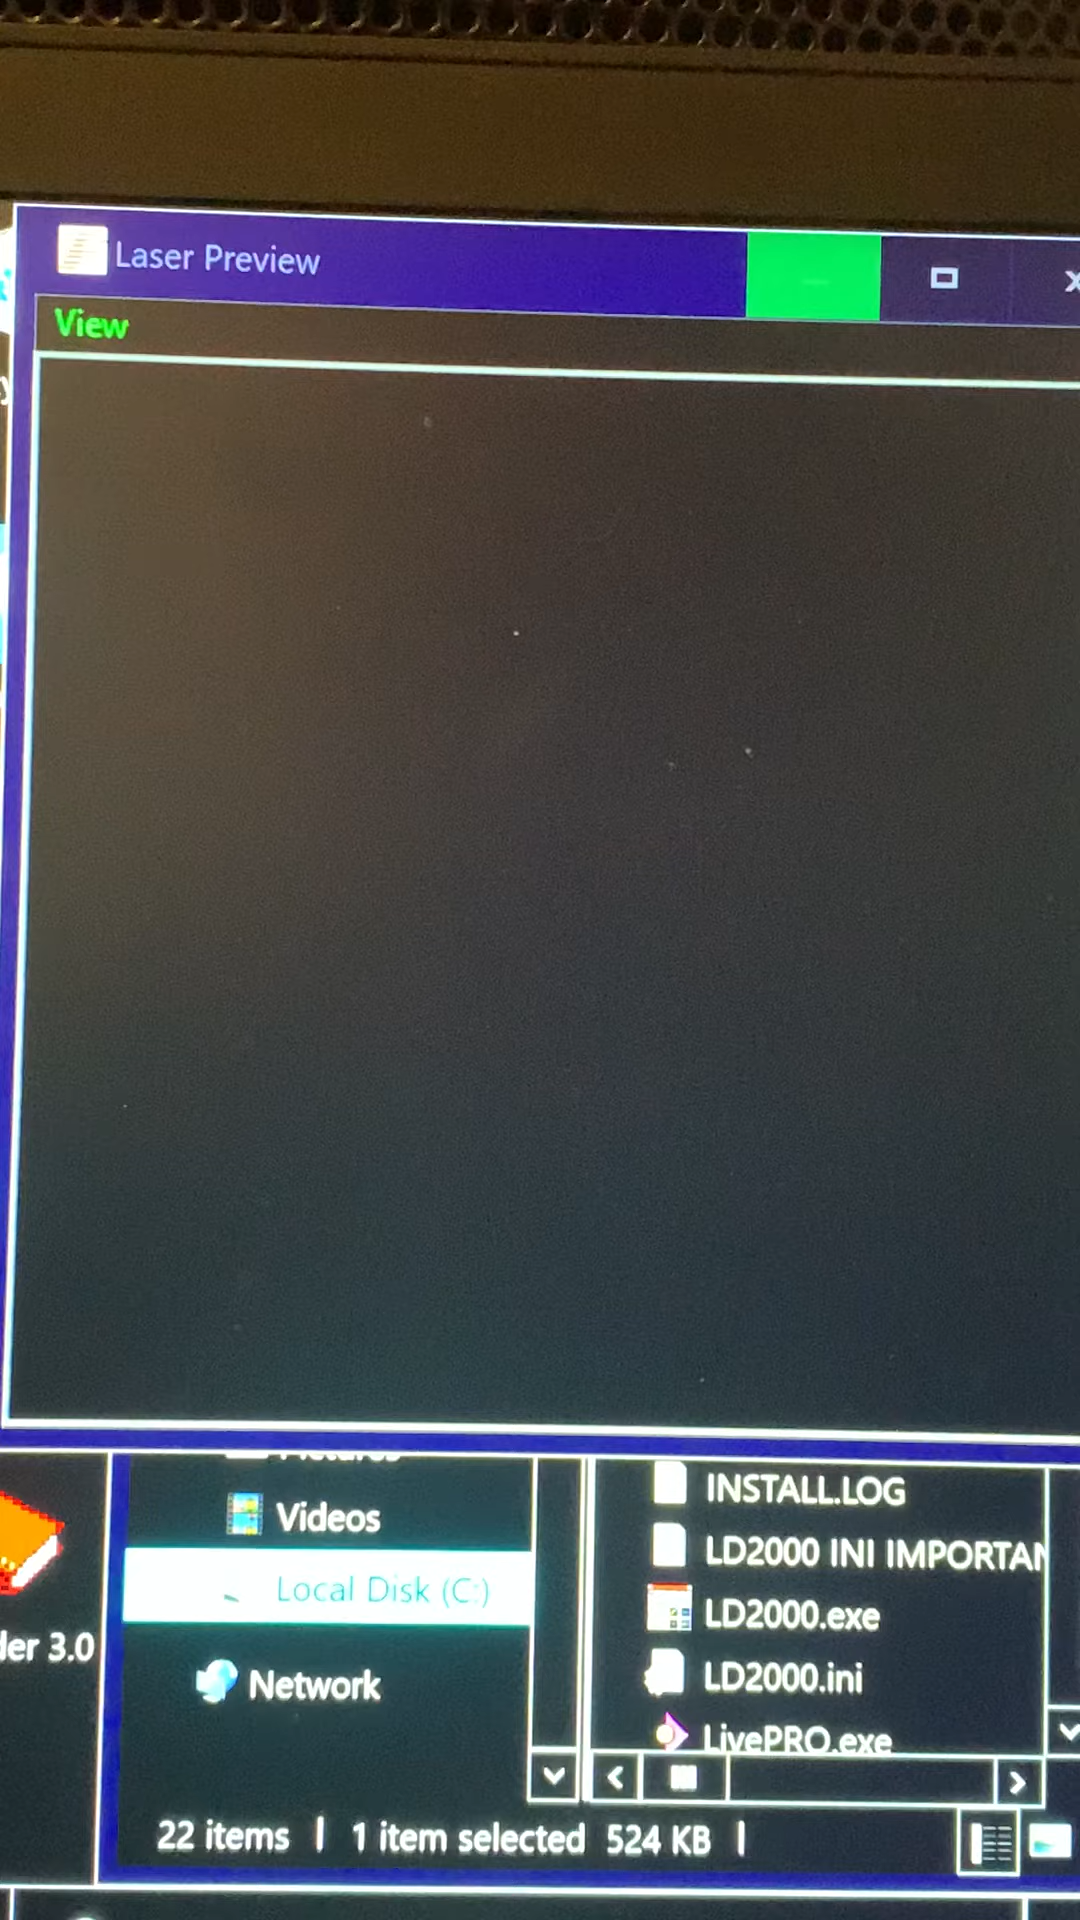 Laser Preview
View
Videos
Local Disk (C:)
Network
INSTALL.LOG
LD2000 INI IMPORTAN
LD2000.exe
LD2000.ini
LivePRO.exe
der 3.0
22 items | 1 item selected 524 KB |